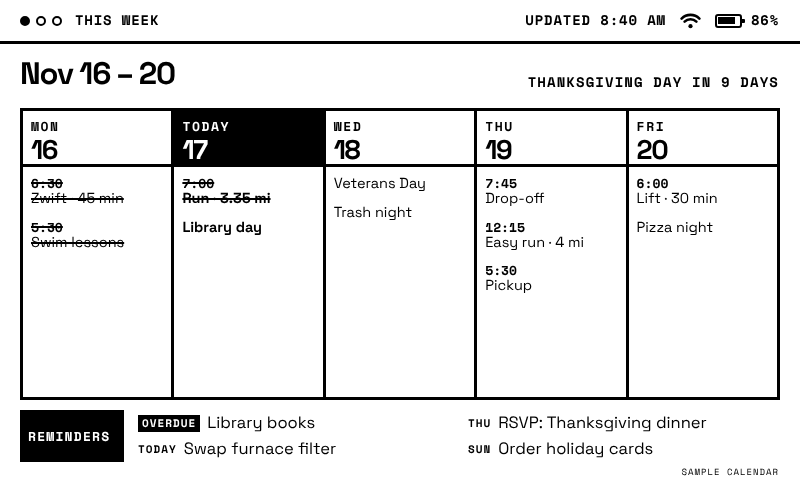 THIS WEEK
UPDATED 8:40 AM
86%
Nov 16 – 20
THANKSGIVING DAY IN 9 DAYS
MON
16
6:30
Zwift · 45 min
5:30
Swim lessons
TODAY
17
7:00
Run · 3.35 mi
Library day
WED
18
Veterans Day
Trash night
THU
19
7:45
Drop-off
12:15
Easy run · 4 mi
5:30
Pickup
FRI
20
6:00
Lift · 30 min
Pizza night
REMINDERS
OVERDUE Library books
TODAY Swap furnace filter
THU RSVP: Thanksgiving dinner
SUN Order holiday cards
SAMPLE CALENDAR